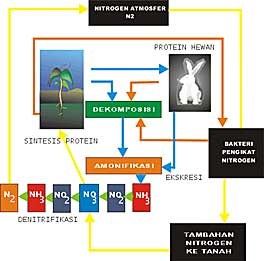 NITROGEN ATMOSFER
N2
PROTEIN HEWAN
DEKOMPOSISI
SINTESIS PROTEIN
BAKTERI
PENGIKAT
NITROGEN
AMONIFIKASI
EKSKRESI
N2 NH3 NO2 NO3 NO2 NH3
DENITRIFIKASI
TAMBAHAN
NITROGEN
KE TANAH